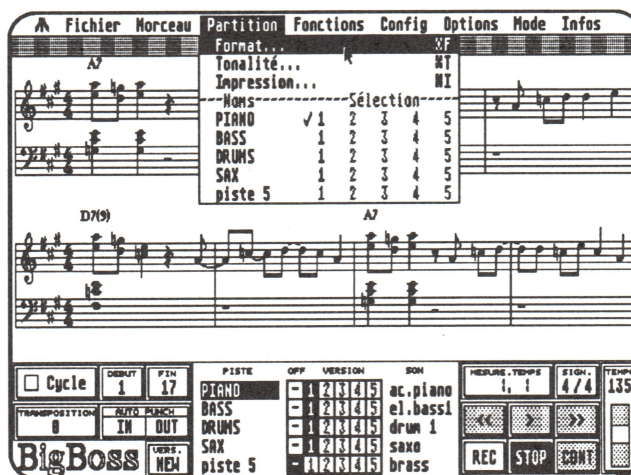 Fichier Morceau Partition Fonctions Config Options Mode Infos
Format... ⌘F
Tonalité... ⌘T
Impression... ⌘I
Noms Sélection
PIANO ✓1 2 3 4 5
BASS 1 2 3 4 5
DRUMS 1 2 3 4 5
SAX 1 2 3 4 5
piste 5 1 2 3 4 5
A7
D7(9) A7
Cycle
DEBUT
1
FIN
17
TRANSPOSITION
0
AUTO PUNCH
IN OUT
BigBoss
VERS.
NEW
PISTE OFF VERSION SON
PIANO - 1 2 3 4 5 ac.piano
BASS - 1 2 3 4 5 el.bass1
DRUMS - 1 2 3 4 5 drum 1
SAX - 1 2 3 4 5 saxo
piste 5 - 1 2 3 4 5 brass
MESURE.TEMPS
1, 1
SIGN.
4/4
TEMPO
135
<< > >>
REC STOP CONT